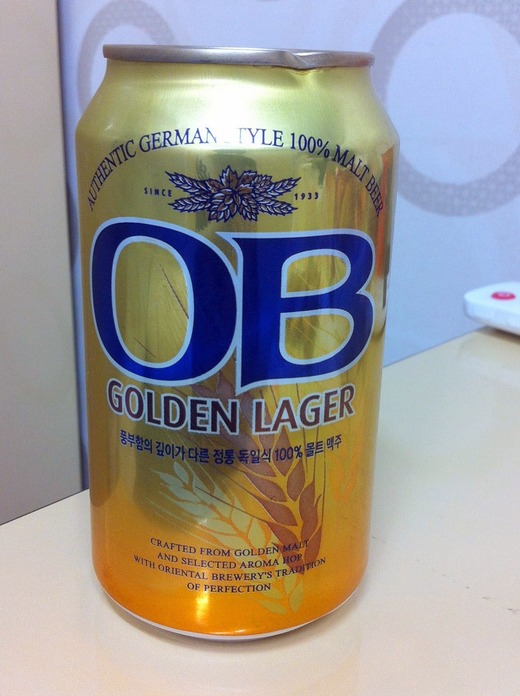 AUTHENTIC GERMAN STYLE 100% MALT BEER
SINCE 1933
OB
GOLDEN LAGER
풍부함의 깊이가 다른 정통 독일식 100% 몰트 맥주
CRAFTED FROM GOLDEN MALT
AND SELECTED AROMA HOP
WITH ORIENTAL BREWERY'S TRADITION
OF PERFECTION